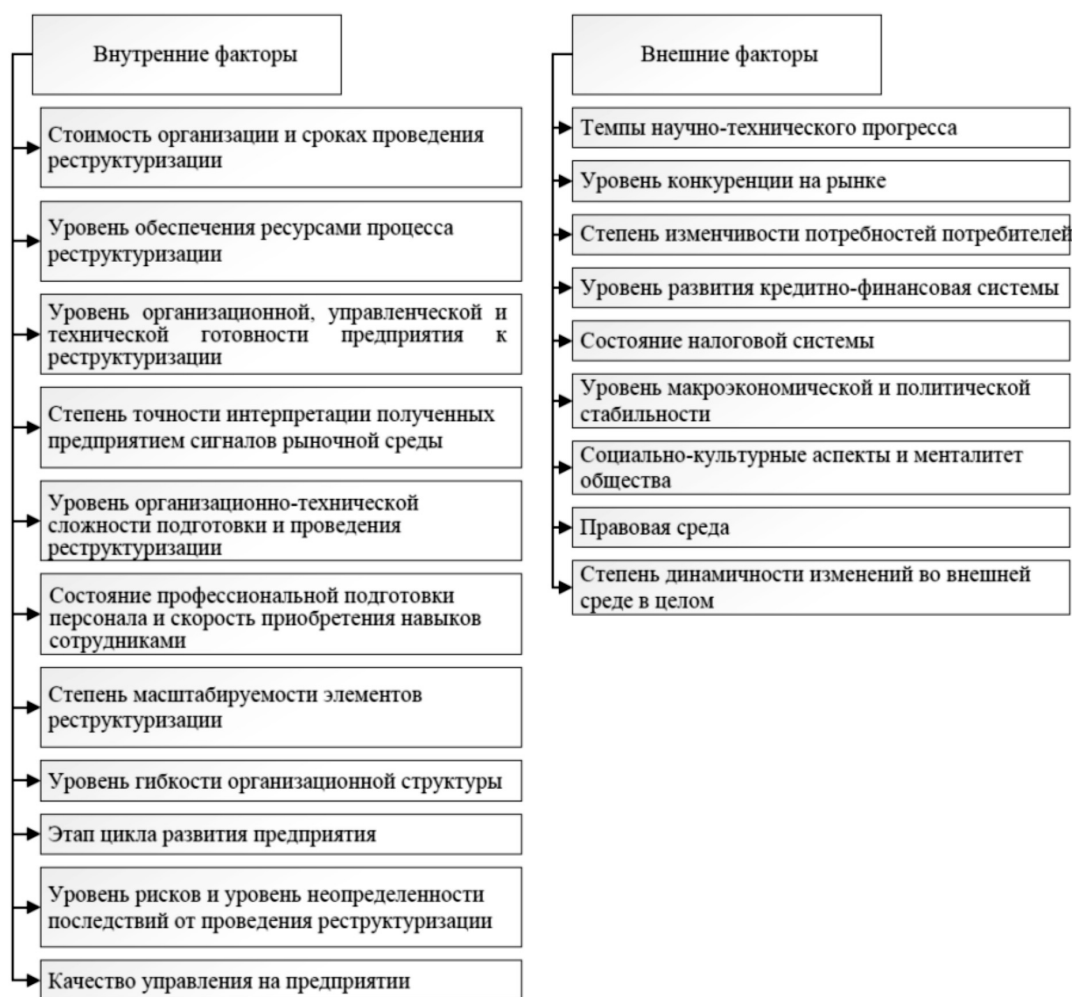 Внутренние факторы
Стоимость организации и сроках проведения
реструктуризации
Уровень обеспечения ресурсами процесса
реструктуризации
Уровень организационной, управленческой и
технической готовности предприятия к
реструктуризации
Степень точности интерпретации полученных
предприятием сигналов рыночной среды
Уровень организационно-технической
сложности подготовки и проведения
реструктуризации
Состояние профессиональной подготовки
персонала и скорость приобретения навыков
сотрудниками
Степень масштабируемости элементов
реструктуризации
Уровень гибкости организационной структуры
Этап цикла развития предприятия
Уровень рисков и уровень неопределенности
последствий от проведения реструктуризации
Качество управления на предприятии
Внешние факторы
Темпы научно-технического прогресса
Уровень конкуренции на рынке
Степень изменчивости потребностей потребителей
Уровень развития кредитно-финансовая системы
Состояние налоговой системы
Уровень макроэкономической и политической
стабильности
Социально-культурные аспекты и менталитет
общества
Правовая среда
Степень динамичности изменений во внешней
среде в целом